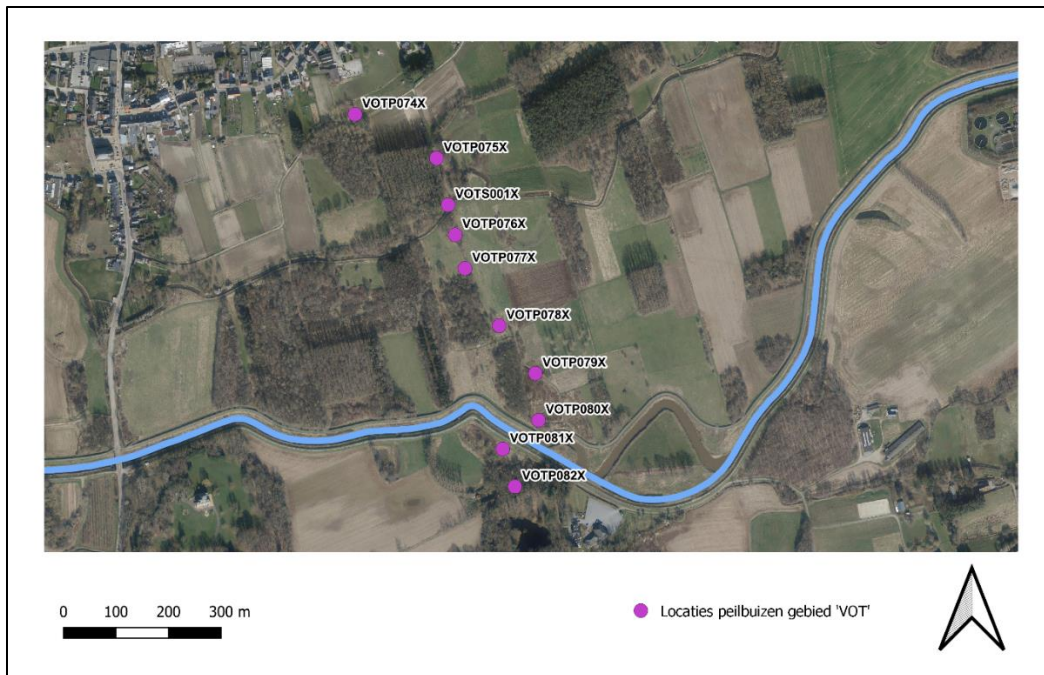 VOTP074X
VOTP075X
VOTS001X
VOTP076X
VOTP077X
VOTP078X
VOTP079X
VOTP080X
VOTP081X
VOTP082X
0 100 200 300 m
Locaties peilbuizen gebied 'VOT'